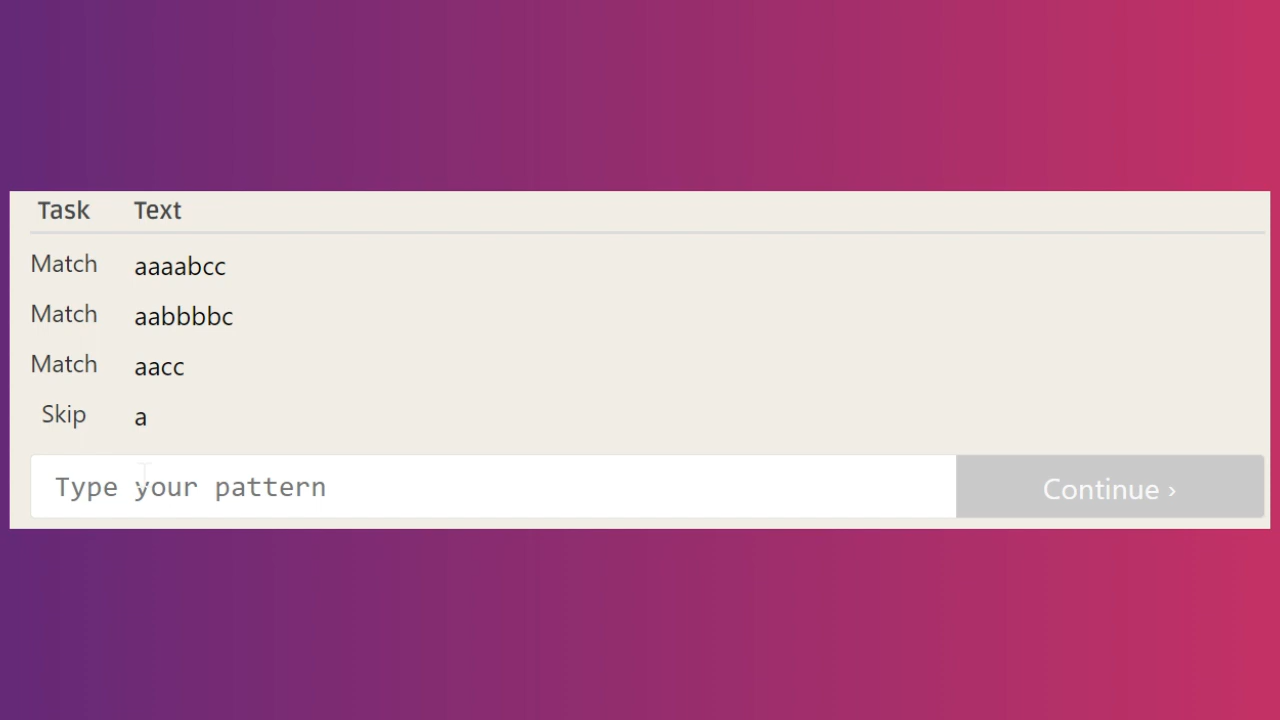 Task Text
Match aaaabcc
Match aabbbbc
Match aacc
Skip a
Type your pattern Continue ›